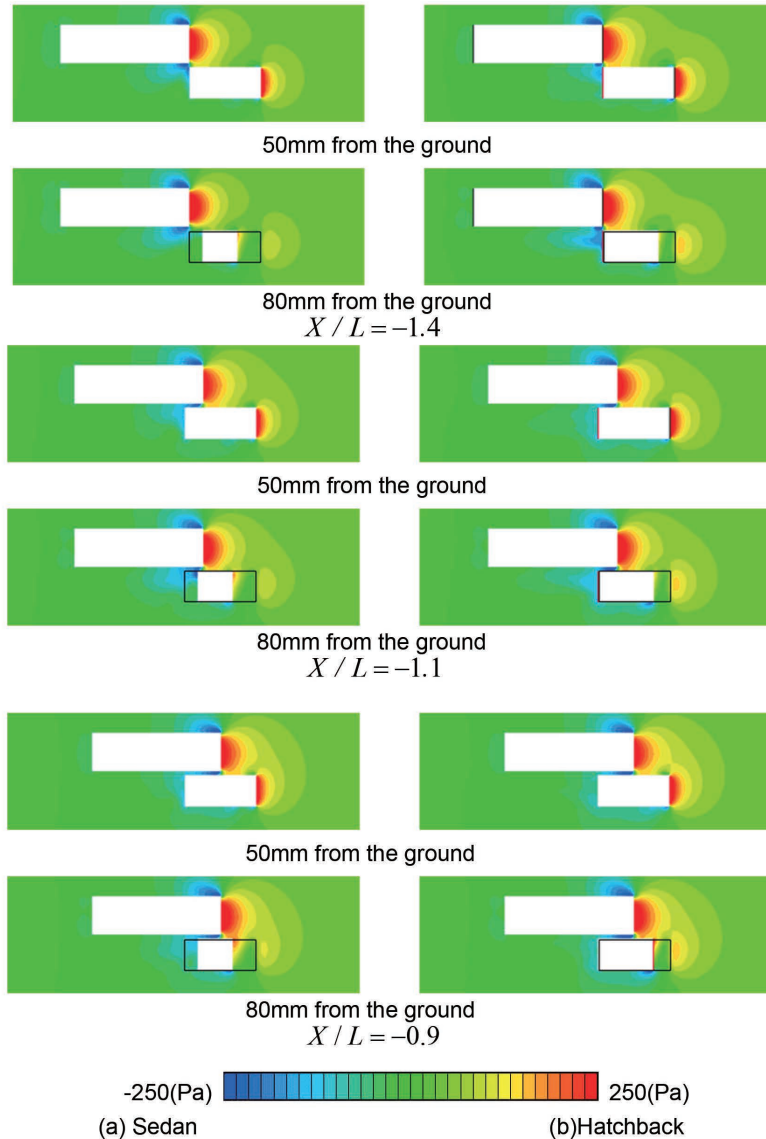 50mm from the ground
80mm from the ground
X / L = −1.4
50mm from the ground
80mm from the ground
X / L = −1.1
50mm from the ground
80mm from the ground
X / L = −0.9
-250(Pa) 250(Pa)
(a) Sedan (b)Hatchback